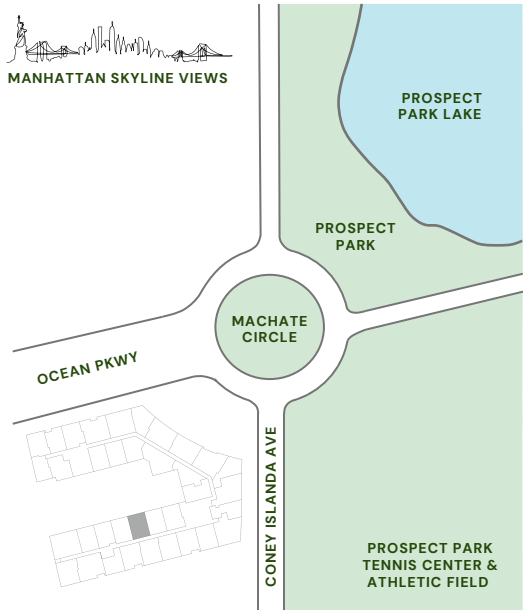 MANHATTAN SKYLINE VIEWS
PROSPECT
PARK LAKE
PROSPECT
PARK
MACHATE
CIRCLE
OCEAN PKWY
CONEY ISLANDA AVE
PROSPECT PARK
TENNIS CENTER &
ATHLETIC FIELD